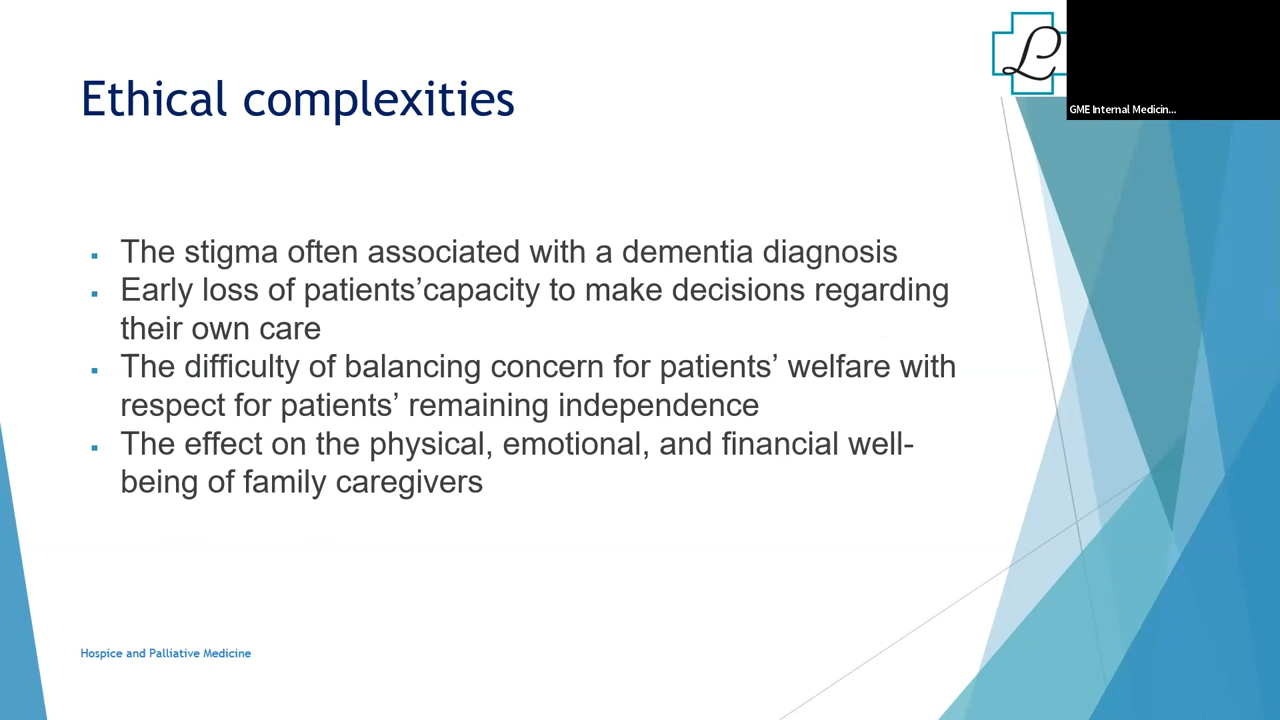 Ethical complexities
The stigma often associated with a dementia diagnosis
Early loss of patients’capacity to make decisions regarding
their own care
The difficulty of balancing concern for patients’ welfare with
respect for patients’ remaining independence
The effect on the physical, emotional, and financial well-
being of family caregivers
Hospice and Palliative Medicine
L
GME Internal Medicin...